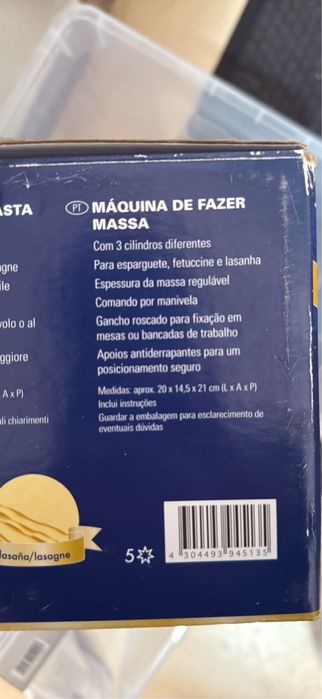 ASTA
gne
ile
volo o al
ggiore
A x P)
li chiarimenti
PT MÁQUINA DE FAZER
MASSA
Com 3 cilindros diferentes
Para esparguete, fetuccine e lasanha
Espessura da massa regulável
Comando por manivela
Gancho roscado para fixação em
mesas ou bancadas de trabalho
Apoios antiderrapantes para um
posicionamento seguro
Medidas: aprox. 20 x 14,5 x 21 cm (L x A x P)
Inclui instruções
Guardar a embalagem para esclarecimento de
eventuais dúvidas
lasaña/lasagne
5
4 304493 945135